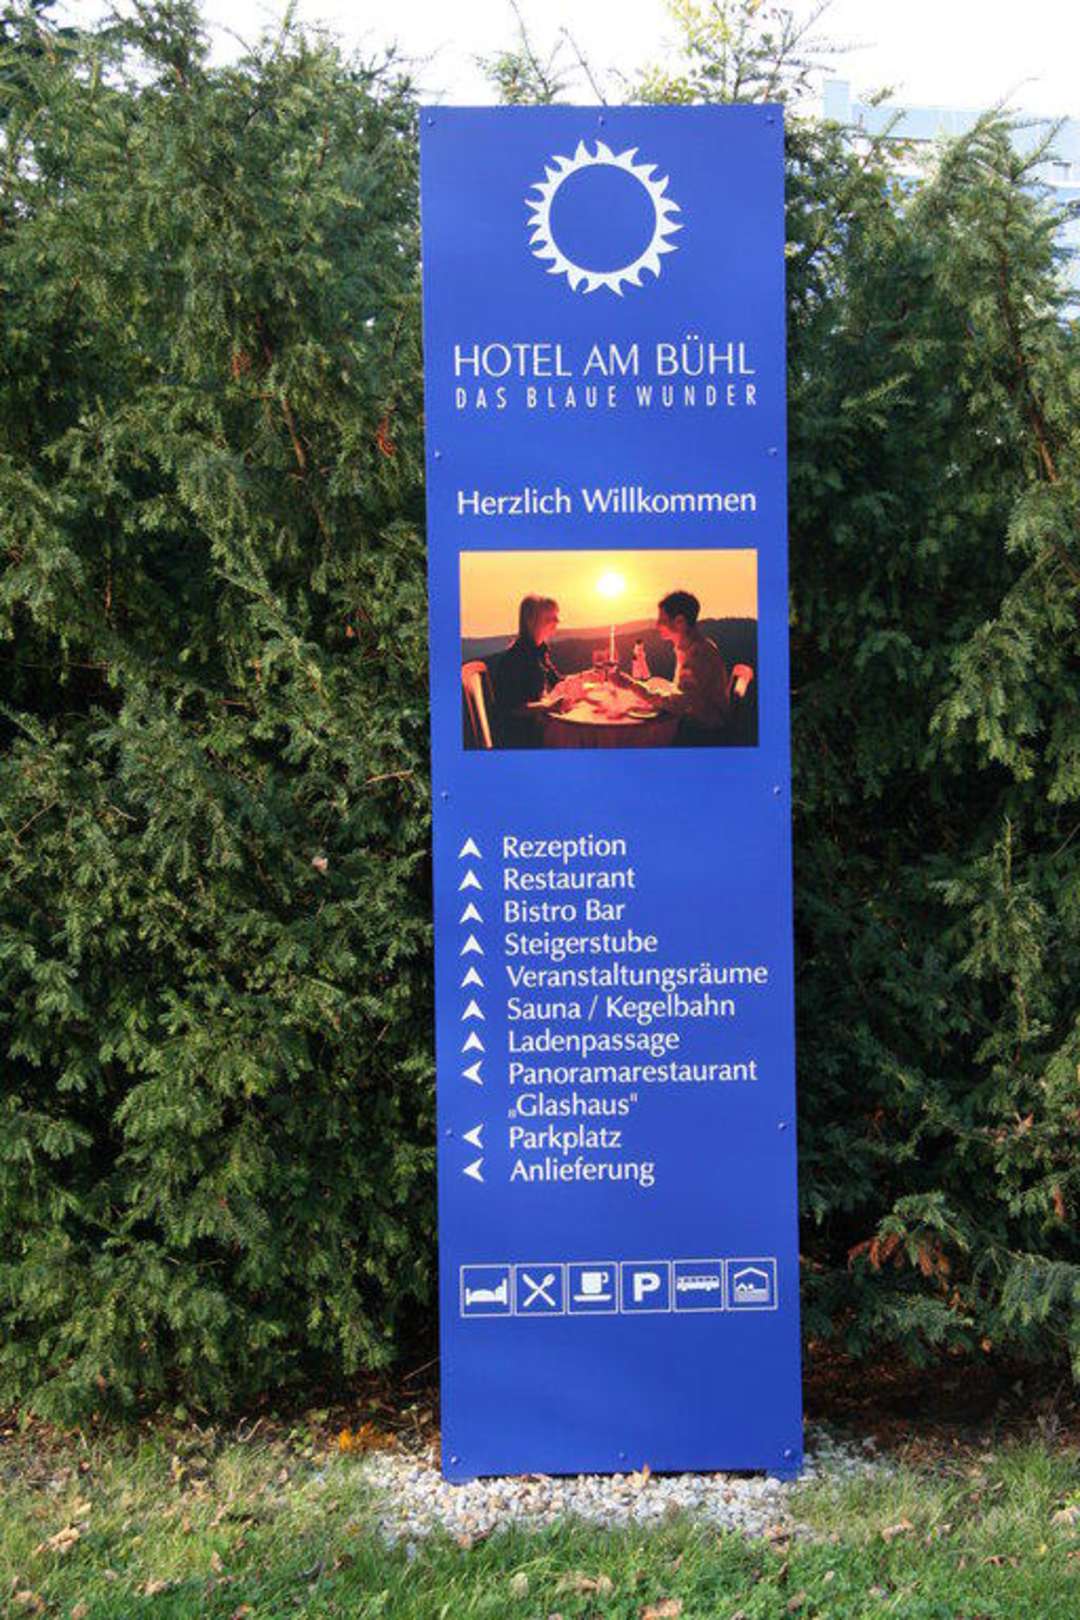 HOTEL AM BÜHL
DAS BLAUE WUNDER
Herzlich Willkommen
Rezeption
Restaurant
Bistro Bar
Steigerstube
Veranstaltungsräume
Sauna / Kegelbahn
Ladenpassage
Panoramarestaurant
„Glashaus"
Parkplatz
Anlieferung
P